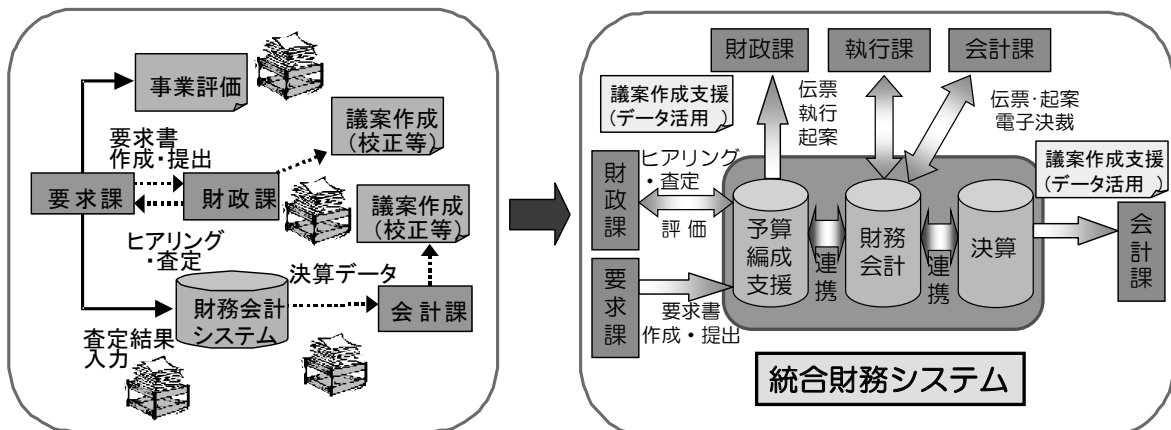 事業評価
要求書
作成・提出
要求課
財政課
議案作成
(校正等)
ヒアリング
・査定
議案作成
(校正等)
決算データ
財務会計
システム
会計課
査定結果
入力
財政課
執行課
会計課
議案作成支援
(データ活用 )
伝票
執行
起案
伝票・起案
電子決裁
議案作成支援
(データ活用 )
財政課
ヒアリング
・査定
評 価
予算
編成
支援
連携
財務
会計
連携
決算
会計課
要求課
要求書
作成・提出
統合財務システム